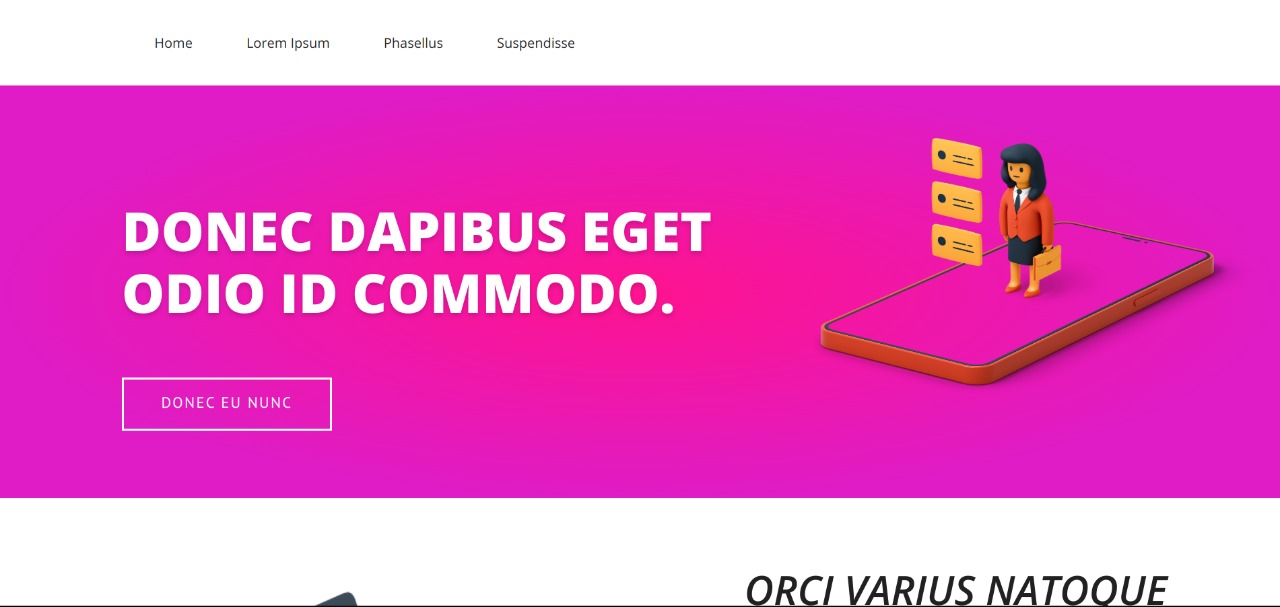 Home Lorem Ipsum Phasellus Suspendisse
DONEC DAPIBUS EGET
ODIO ID COMMODO.
DONEC EU NUNC
ORCI VARIUS NATOQUE